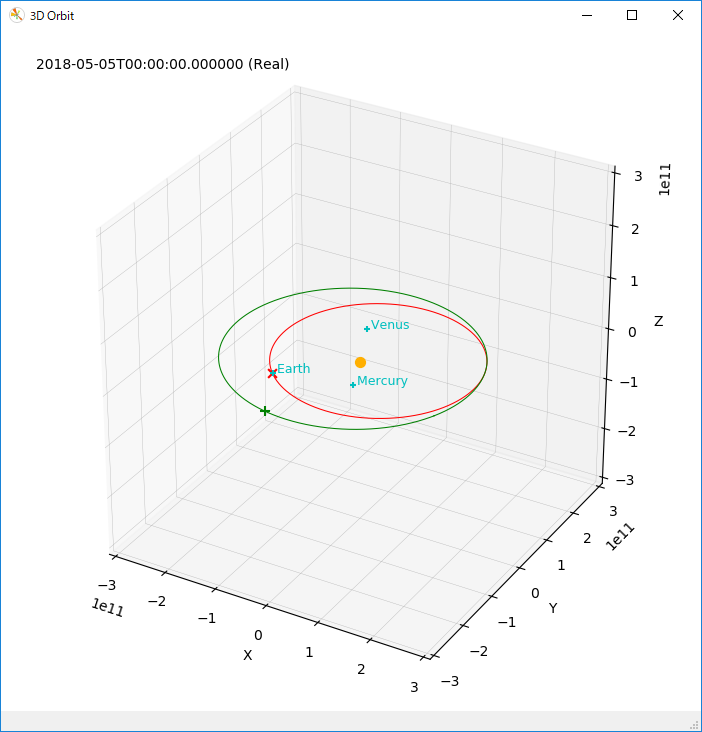 3D Orbit
2018-05-05T00:00:00.000000 (Real)
1e11
3
2
1
0
−1
−2
−3
Z
Venus
Earth
Mercury
−3
−2
−1
0
1
2
3
1e11
X
3
2
1
0
−1
−2
−3
1e11
Y